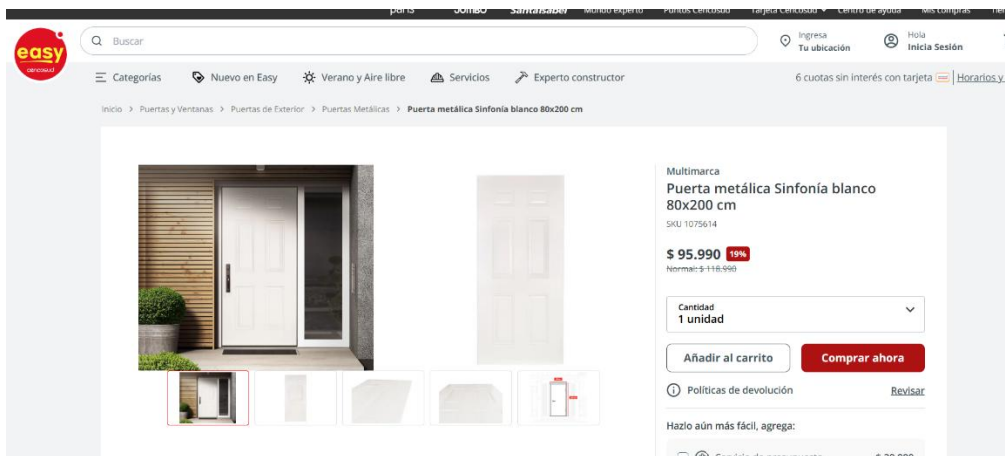 paris JUMBO Santaisabel Mundo experto Puntos Cencosud Tarjeta Cencosud Centro de ayuda Mis compras
easy
cencosud
Buscar
Ingresa
Tu ubicación
Hola
Inicia Sesión
Categorías Nuevo en Easy Verano y Aire libre Servicios Experto constructor 6 cuotas sin interés con tarjeta Horarios y
Inicio > Puertas y Ventanas > Puertas de Exterior > Puertas Metálicas > Puerta metálica Sinfonía blanco 80x200 cm
Multimarca
Puerta metálica Sinfonía blanco
80x200 cm
SKU 1075614
$ 95.990 19%
Normal: $ 118.990
Cantidad
1 unidad
Añadir al carrito Comprar ahora
Políticas de devolución Revisar
Hazlo aún más fácil, agrega: